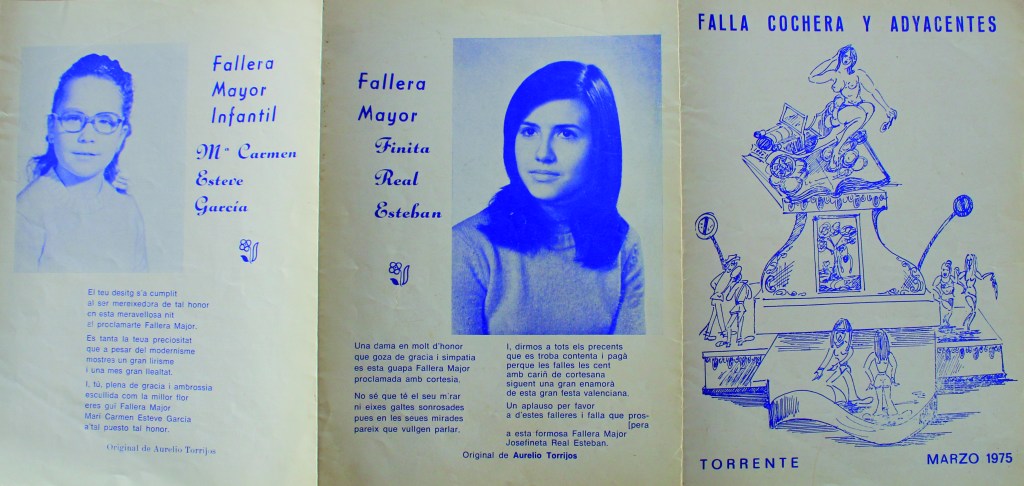 Fallera
Mayor
Infantil
Mª Carmen
Esteve
García
El teu desitg s'a cumplit
al ser mereixedora de tal honor
en esta meravellosa nit
al proclamarte Fallera Major.
Es tanta la teua preciositat
que a pesar del modernisme
mostres un gran lirisme
i una mes gran llealtat.
I, tú, plena de gracia i ambrossia
escullida com la millor flor
eres gui Fallera Major
Mari Carmen Esteve García
a'tal puesto tal honor.
Original de Aurelio Torrijos
Fallera
Mayor
Finita
Real
Esteban
Una dama en molt d'honor
que goza de gracia i simpatia
es esta guapa Fallera Major
proclamada amb cortesia.
No sé que té el seu mirar
ni eixes galtes sonrosades
pues en les seues mirades
pareix que vullgen parlar.
I, dirmos a tots els precents
que es troba contenta i pagà
perque les falles les cent
amb cariñ de cortesana
siguent una gran enamorà
de esta gran festa valenciana.
Un aplauso per favor
a d'estes falleres i falla que pros-
[pera
a esta formosa Fallera Major
Josefineta Real Esteban.
Original de Aurelio Torrijos
FALLA COCHERA Y ADYACENTES
TORRENTE MARZO 1975